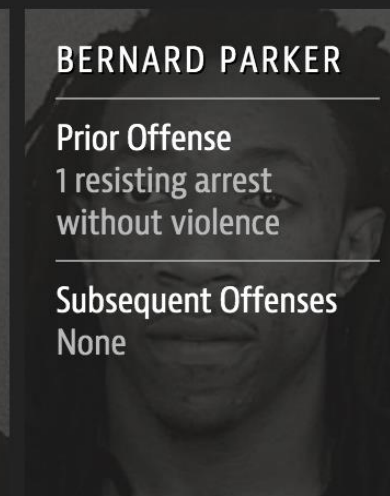 BERNARD PARKER
Prior Offense
1 resisting arrest
without violence
Subsequent Offenses
None